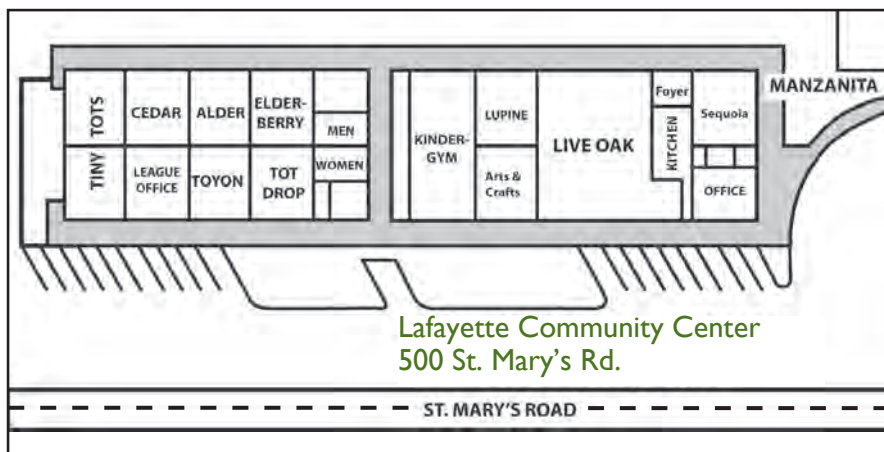 TINY TOTS
CEDAR
ALDER
ELDER-
BERRY
MEN
WOMEN
LEAGUE
OFFICE
TOYON
TOT
DROP
KINDER-
GYM
LUPINE
Arts &
Crafts
LIVE OAK
Foyer
KITCHEN
Sequoia
OFFICE
MANZANITA
Lafayette Community Center
500 St. Mary's Rd.
ST. MARY'S ROAD